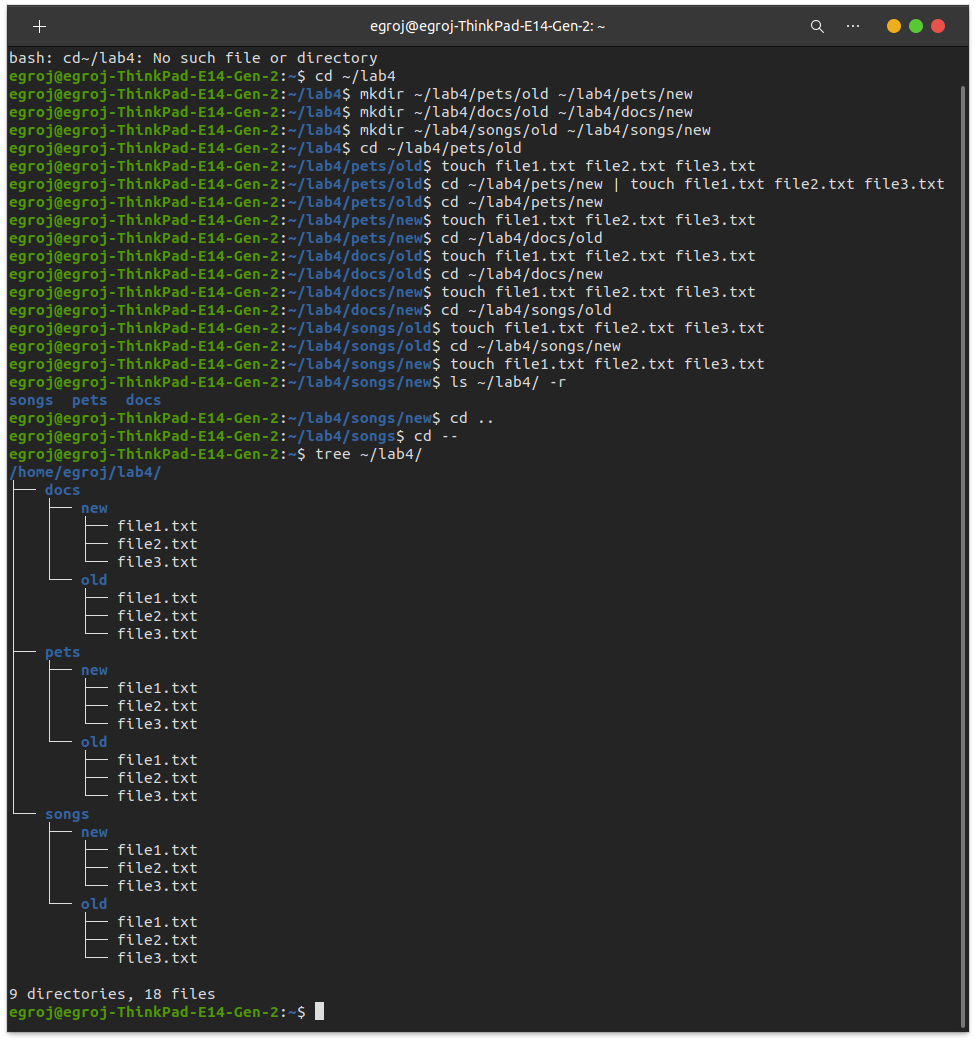 egroj@egroj-ThinkPad-E14-Gen-2: ~
bash: cd~/lab4: No such file or directory
egroj@egroj-ThinkPad-E14-Gen-2:~$ cd ~/lab4
egroj@egroj-ThinkPad-E14-Gen-2:~/lab4$ mkdir ~/lab4/pets/old ~/lab4/pets/new
egroj@egroj-ThinkPad-E14-Gen-2:~/lab4$ mkdir ~/lab4/docs/old ~/lab4/docs/new
egroj@egroj-ThinkPad-E14-Gen-2:~/lab4$ mkdir ~/lab4/songs/old ~/lab4/songs/new
egroj@egroj-ThinkPad-E14-Gen-2:~/lab4$ cd ~/lab4/pets/old
egroj@egroj-ThinkPad-E14-Gen-2:~/lab4/pets/old$ touch file1.txt file2.txt file3.txt
egroj@egroj-ThinkPad-E14-Gen-2:~/lab4/pets/old$ cd ~/lab4/pets/new | touch file1.txt file2.txt file3.txt
egroj@egroj-ThinkPad-E14-Gen-2:~/lab4/pets/old$ cd ~/lab4/pets/new
egroj@egroj-ThinkPad-E14-Gen-2:~/lab4/pets/new$ touch file1.txt file2.txt file3.txt
egroj@egroj-ThinkPad-E14-Gen-2:~/lab4/pets/new$ cd ~/lab4/docs/old
egroj@egroj-ThinkPad-E14-Gen-2:~/lab4/docs/old$ touch file1.txt file2.txt file3.txt
egroj@egroj-ThinkPad-E14-Gen-2:~/lab4/docs/old$ cd ~/lab4/docs/new
egroj@egroj-ThinkPad-E14-Gen-2:~/lab4/docs/new$ touch file1.txt file2.txt file3.txt
egroj@egroj-ThinkPad-E14-Gen-2:~/lab4/docs/new$ cd ~/lab4/songs/old
egroj@egroj-ThinkPad-E14-Gen-2:~/lab4/songs/old$ touch file1.txt file2.txt file3.txt
egroj@egroj-ThinkPad-E14-Gen-2:~/lab4/songs/old$ cd ~/lab4/songs/new
egroj@egroj-ThinkPad-E14-Gen-2:~/lab4/songs/new$ touch file1.txt file2.txt file3.txt
egroj@egroj-ThinkPad-E14-Gen-2:~/lab4/songs/new$ ls ~/lab4/ -r
songs  pets  docs
egroj@egroj-ThinkPad-E14-Gen-2:~/lab4/songs/new$ cd ..
egroj@egroj-ThinkPad-E14-Gen-2:~/lab4/songs$ cd --
egroj@egroj-ThinkPad-E14-Gen-2:~$ tree ~/lab4/
/home/egroj/lab4/
├── docs
│   ├── new
│   │   ├── file1.txt
│   │   ├── file2.txt
│   │   └── file3.txt
│   └── old
│       ├── file1.txt
│       ├── file2.txt
│       └── file3.txt
├── pets
│   ├── new
│   │   ├── file1.txt
│   │   ├── file2.txt
│   │   └── file3.txt
│   └── old
│       ├── file1.txt
│       ├── file2.txt
│       └── file3.txt
└── songs
    ├── new
    │   ├── file1.txt
    │   ├── file2.txt
    │   └── file3.txt
    └── old
        ├── file1.txt
        ├── file2.txt
        └── file3.txt
9 directories, 18 files
egroj@egroj-ThinkPad-E14-Gen-2:~$